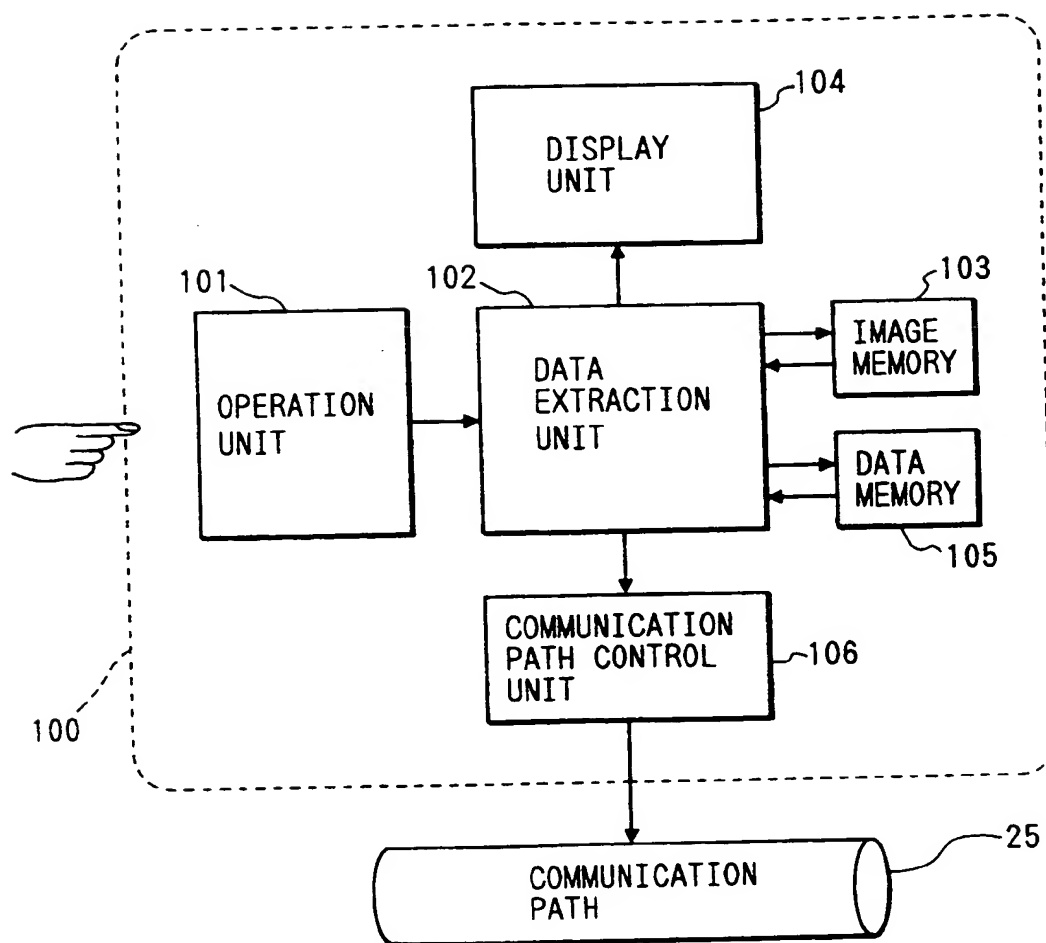 104
DISPLAY
UNIT
101
102
103
OPERATION
UNIT
DATA
EXTRACTION
UNIT
IMAGE
MEMORY
DATA
MEMORY
105
COMMUNICATION
PATH CONTROL
UNIT
106
100
25
COMMUNICATION
PATH